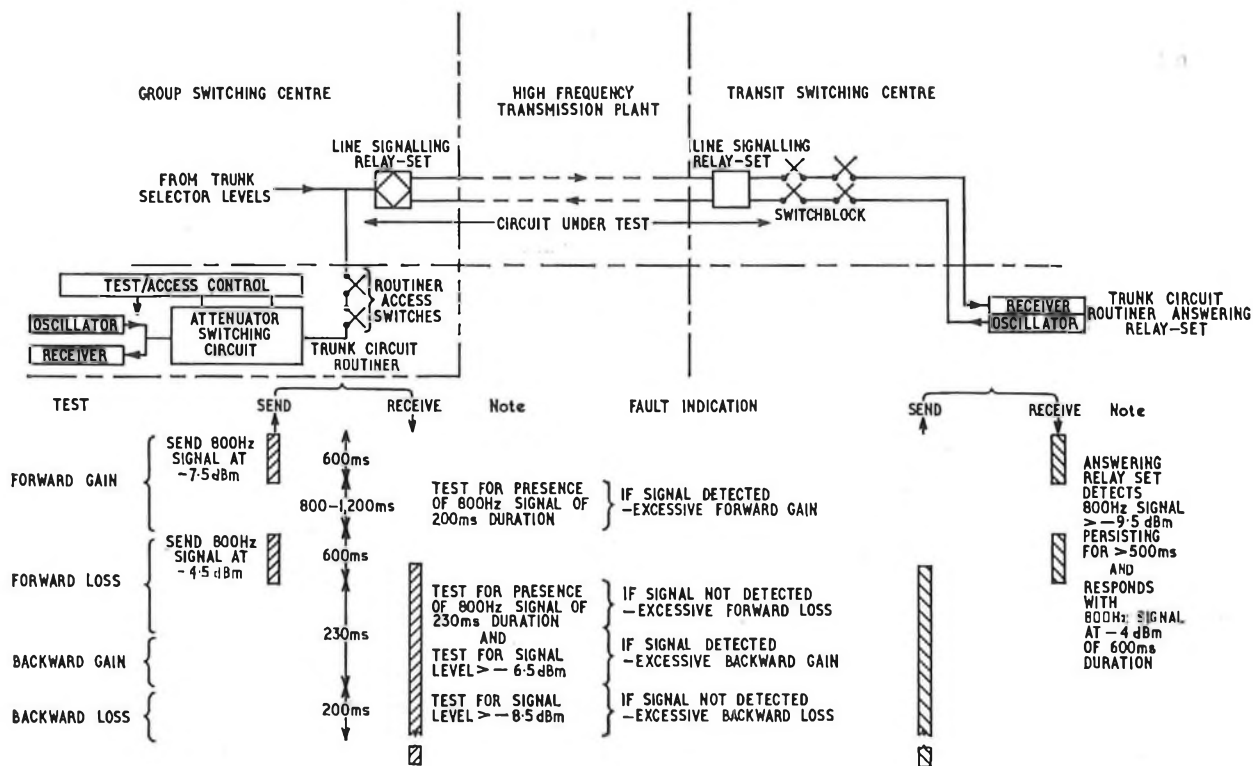 GROUP SWITCHING CENTRE
HIGH FREQUENCY
TRANSMISSION PLANT
TRANSIT SWITCHING CENTRE
LINE SIGNALLING
RELAY-SET
LINE SIGNALLING
RELAY-SET
FROM TRUNK
SELECTOR LEVELS
SWITCHBLOCK
CIRCUIT UNDER TEST
TEST/ACCESS CONTROL
ROUTINER
ACCESS
SWITCHES
OSCILLATOR
RECEIVER
ATTENUATOR
SWITCHING
CIRCUIT
TRUNK CIRCUIT
ROUTINER
RECEIVER
OSCILLATOR
TRUNK CIRCUIT
ROUTINER ANSWERING
RELAY-SET
TEST
SEND
RECEIVE
Note
FAULT INDICATION
SEND
RECEIVE
Note
FORWARD GAIN
SEND 800Hz
SIGNAL AT
-7·5 dBm
600ms
800-1,200ms
TEST FOR PRESENCE
OF 800Hz SIGNAL OF
200ms DURATION
IF SIGNAL DETECTED
-EXCESSIVE FORWARD GAIN
FORWARD LOSS
SEND 800Hz
SIGNAL AT
-4·5 dBm
600ms
230ms
TEST FOR PRESENCE
OF 800Hz SIGNAL OF
230ms DURATION
AND
TEST FOR SIGNAL
LEVEL > -6·5dBm
IF SIGNAL NOT DETECTED
-EXCESSIVE FORWARD LOSS
BACKWARD GAIN
IF SIGNAL DETECTED
-EXCESSIVE BACKWARD GAIN
BACKWARD LOSS
200ms
TEST FOR SIGNAL
LEVEL > -8·5dBm
IF SIGNAL NOT DETECTED
-EXCESSIVE BACKWARD LOSS
ANSWERING
RELAY SET
DETECTS
800Hz SIGNAL
> -9·5 dBm
PERSISTING
FOR >500ms
AND
RESPONDS
WITH
800Hz SIGNAL
AT -4 dBm
OF 600ms
DURATION